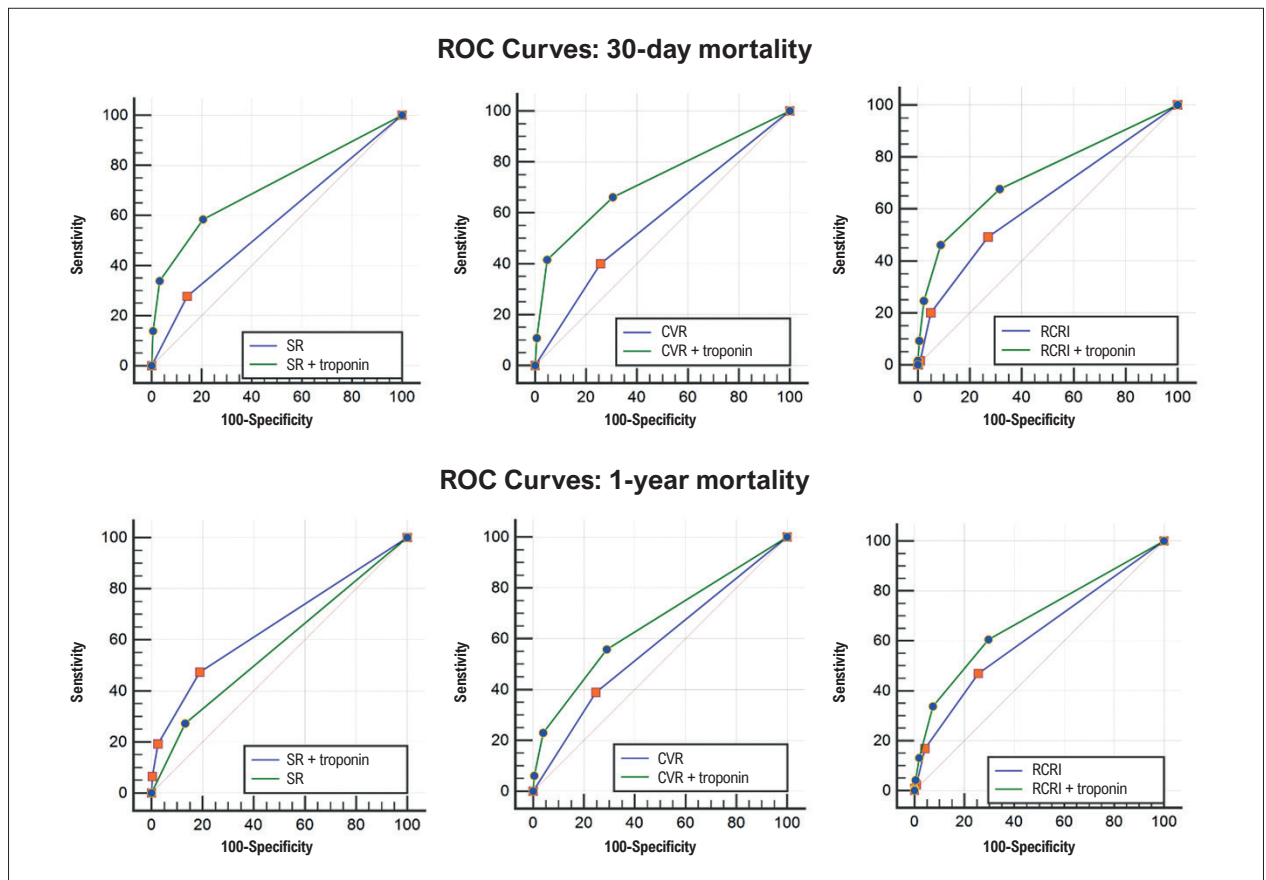 ROC Curves: 30-day mortality
100
80
60
40
20
0
Senstivity
0 20 40 60 80 100
100-Specificity
SR
SR + troponin
100
80
60
40
20
0
Senstivity
0 20 40 60 80 100
100-Specificity
CVR
CVR + troponin
100
80
60
40
20
0
Senstivity
0 20 40 60 80 100
100-Specificity
RCRI
RCRI + troponin
ROC Curves: 1-year mortality
100
80
60
40
20
0
Senstivity
0 20 40 60 80 100
100-Specificity
SR + troponin
SR
100
80
60
40
20
0
Senstivity
0 20 40 60 80 100
100-Specificity
CVR
CVR + troponin
100
80
60
40
20
0
Senstivity
0 20 40 60 80 100
100-Specificity
RCRI
RCRI + troponin